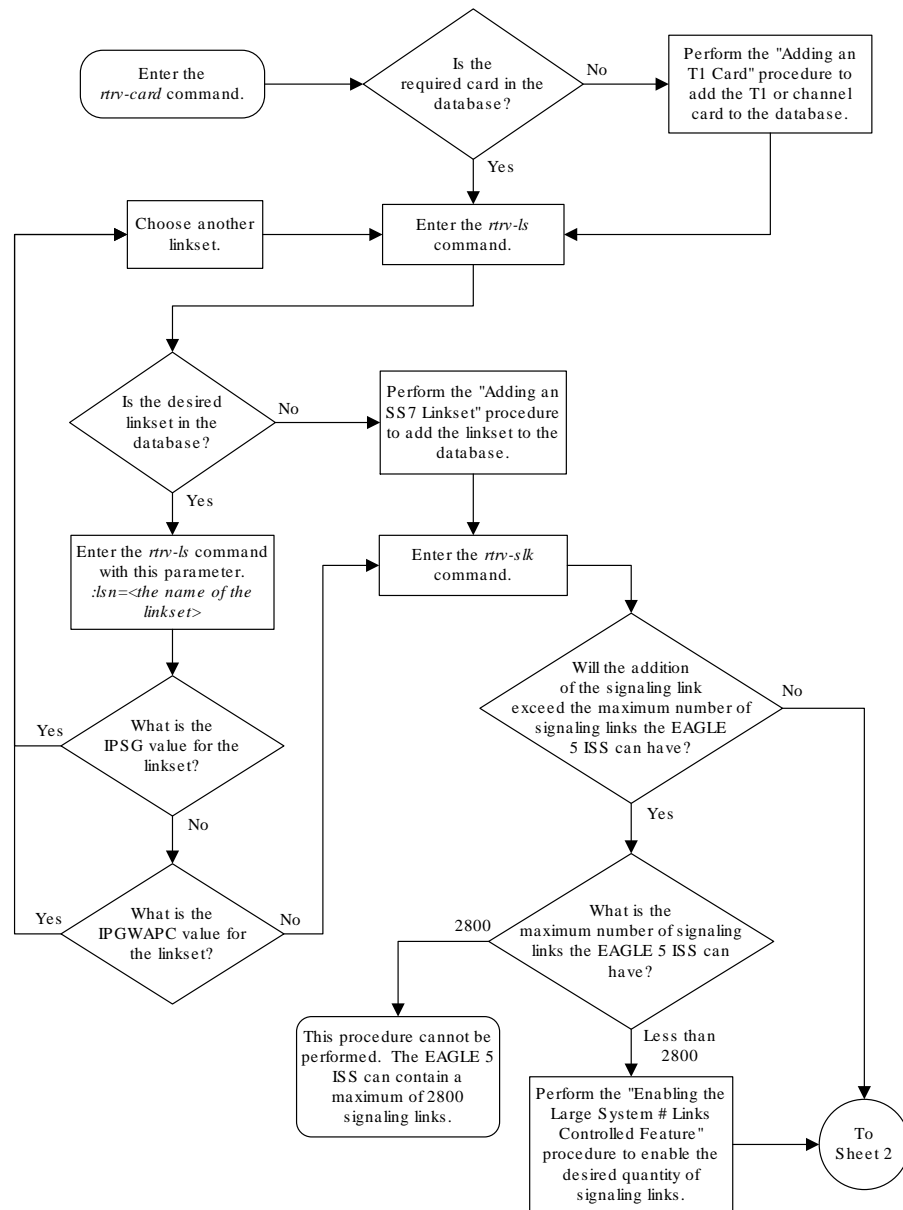 Enter the
rtrv-card command.
Is the
required card in the
database?
No
Perform the "Adding an
T1 Card" procedure to
add the T1 or channel
card to the database.
Yes
Choose another
linkset.
Enter the rtrv-ls
command.
Is the desired
linkset in the
database?
No
Perform the "Adding an
SS7 Linkset" procedure
to add the linkset to the
database.
Yes
Enter the rtrv-ls command
with this parameter.
:lsn=<the name of the
linkset>
Enter the rtrv-slk
command.
Will the addition
of the signaling link
exceed the maximum number of
signaling links the EAGLE
5 ISS can have?
No
Yes
What is the
IPSG value for the
linkset?
Yes
No
What is the
IPGWAPC value for
the linkset?
Yes
No
What is the
maximum number of signaling
links the EAGLE 5 ISS can
have?
2800
Less than
2800
This procedure cannot be
performed. The EAGLE 5
ISS can contain a
maximum of 2800
signaling links.
Perform the "Enabling the
Large System # Links
Controlled Feature"
procedure to enable the
desired quantity of
signaling links.
To
Sheet 2